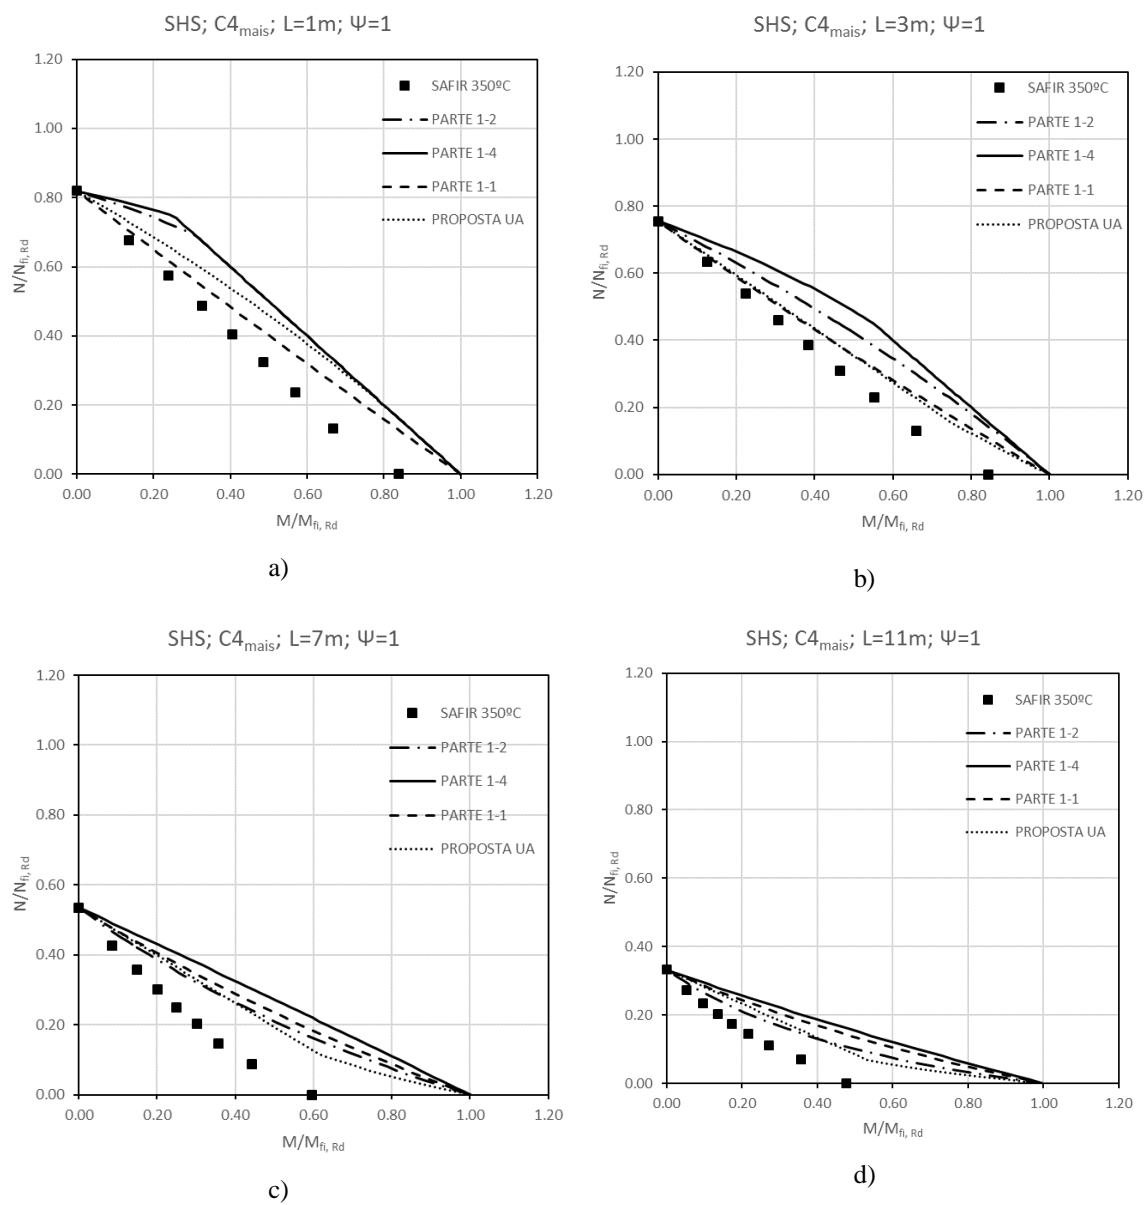 SHS; C4mais; L=1m; Ψ=1
1.20
1.00
0.80
0.60
0.40
0.20
0.00
N/Nfi, Rd
SAFIR 350ºC
PARTE 1-2
PARTE 1-4
PARTE 1-1
PROPOSTA UA
0.00 0.20 0.40 0.60 0.80 1.00 1.20
M/Mfi, Rd
a)
SHS; C4mais; L=3m; Ψ=1
1.20
1.00
0.80
0.60
0.40
0.20
0.00
N/Nfi, Rd
SAFIR 350ºC
PARTE 1-2
PARTE 1-4
PARTE 1-1
PROPOSTA UA
0.00 0.20 0.40 0.60 0.80 1.00 1.20
M/Mfi, Rd
b)
SHS; C4mais; L=7m; Ψ=1
1.20
1.00
0.80
0.60
0.40
0.20
0.00
N/Nfi, Rd
SAFIR 350ºC
PARTE 1-2
PARTE 1-4
PARTE 1-1
PROPOSTA UA
0.00 0.20 0.40 0.60 0.80 1.00 1.20
M/Mfi, Rd
c)
SHS; C4mais; L=11m; Ψ=1
1.20
1.00
0.80
0.60
0.40
0.20
0.00
N/Nfi, Rd
SAFIR 350ºC
PARTE 1-2
PARTE 1-4
PARTE 1-1
PROPOSTA UA
0.00 0.20 0.40 0.60 0.80 1.00 1.20
M/Mfi, Rd
d)